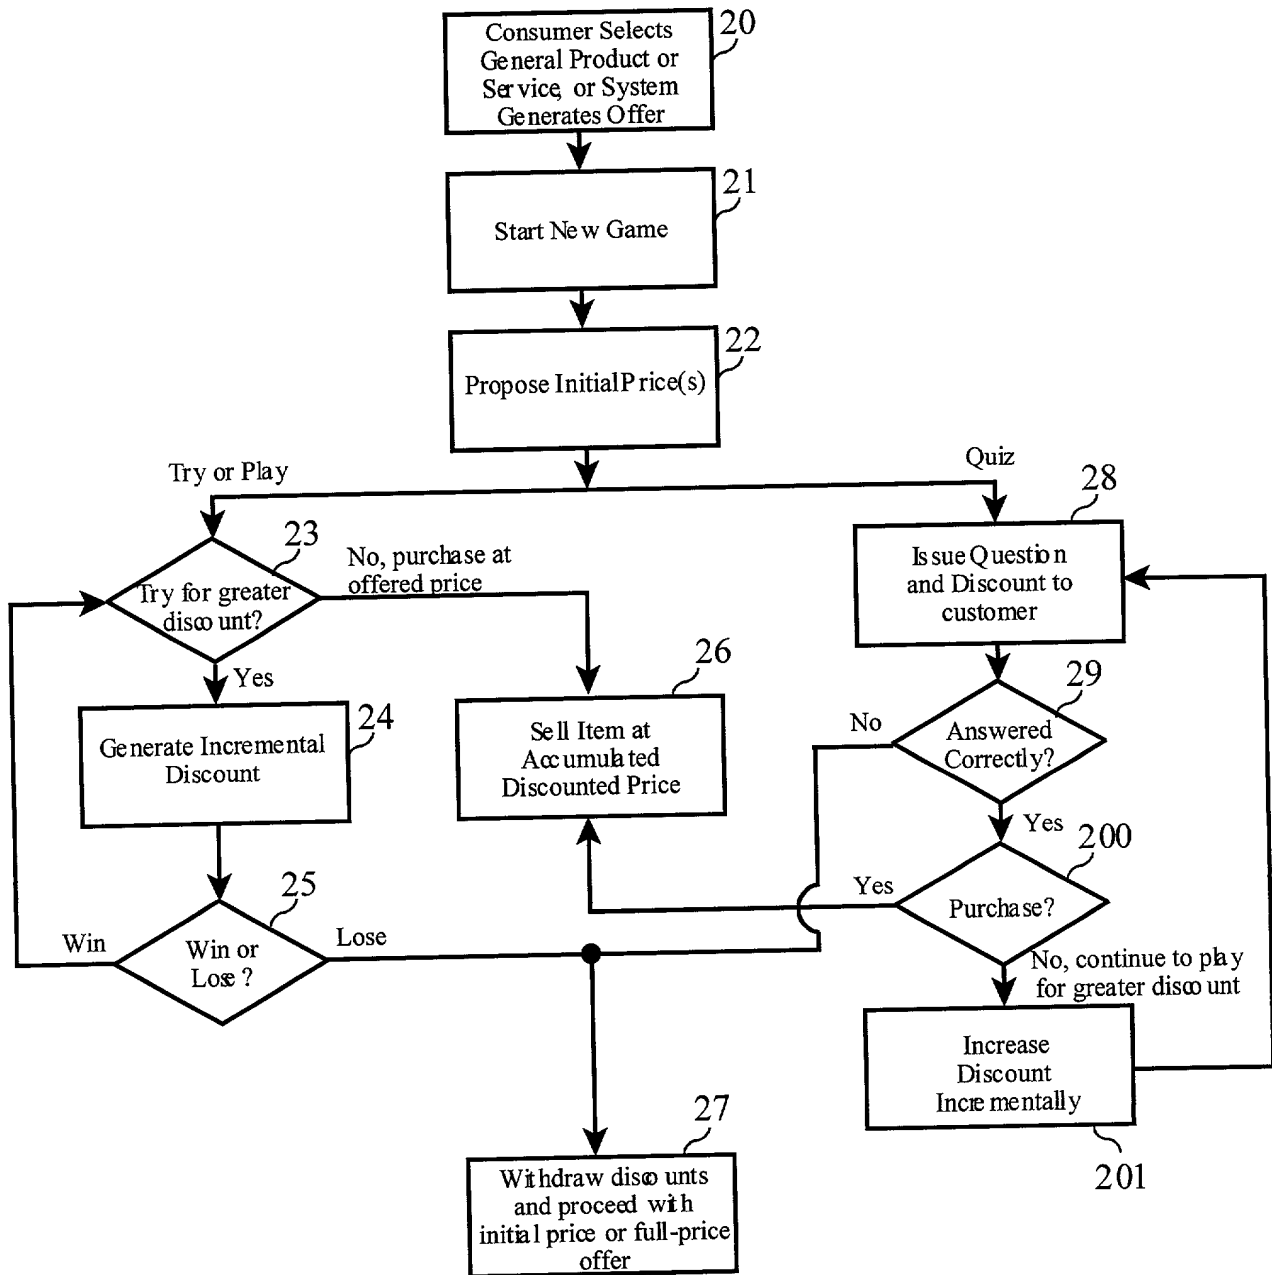 Consumer Selects
General Product or
Service, or System
Generates Offer
20
Start New Game
21
Propose Initial Price(s)
22
Try or Play
Quiz
23
Try for greater
discount?
No, purchase at
offered price
Yes
24
Generate Incremental
Discount
25
Win or
Lose?
Win
Lose
26
Sell Item at
Accumulated
Discounted Price
28
Issue Question
and Discount to
customer
29
Answered
Correctly?
No
Yes
200
Purchase?
Yes
No, continue to play
for greater discount
Increase
Discount
Incrementally
201
27
Withdraw discounts
and proceed with
initial price or full-price
offer